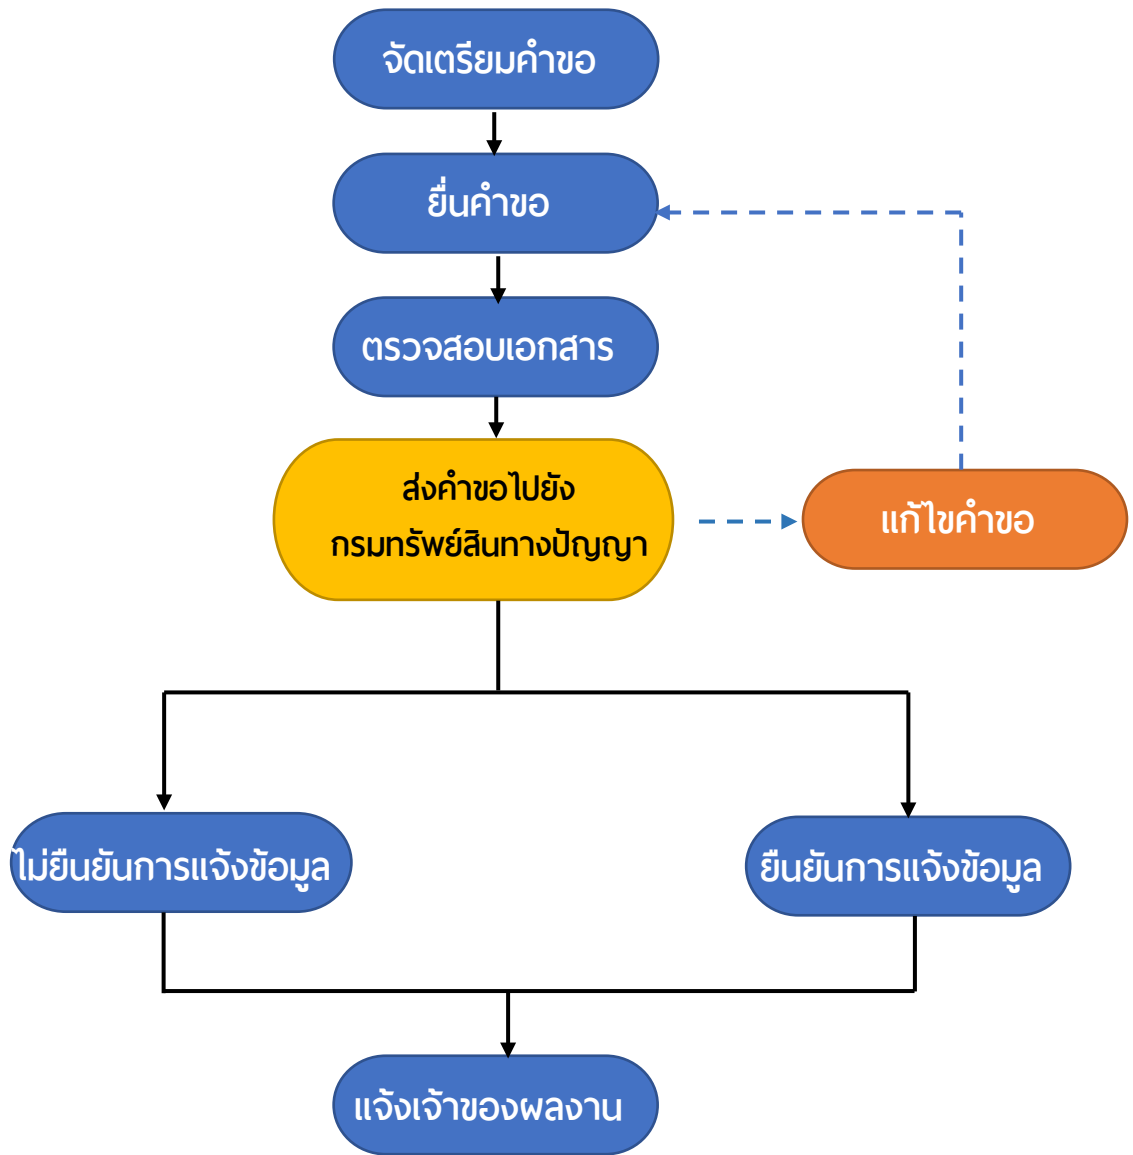 จัดเตรียมคำขอ
ยื่นคำขอ
ตรวจสอบเอกสาร
ส่งคำขอไปยัง
กรมทรัพย์สินทางปัญญา
แก้ไขคำขอ
ไม่ยืนยันการแจ้งข้อมูล
ยืนยันการแจ้งข้อมูล
แจ้งเจ้าของผลงาน